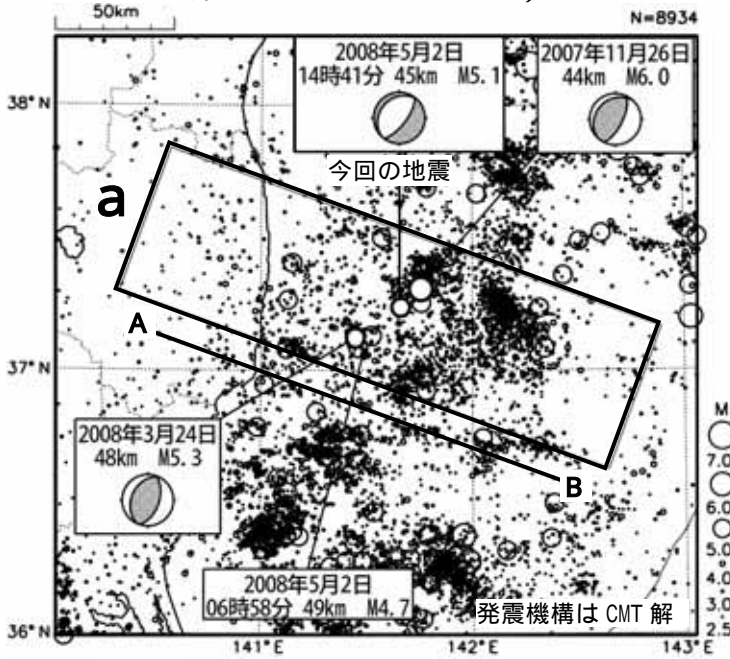 50km
N=8934
2008年5月2日
14時41分 45km M5.1
2007年11月26日
44km M6.0
今回の地震
38°N
a
A
37°N
2008年3月24日
48km M5.3
B
M
7.0
6.0
5.0
4.0
3.0
2.5
2008年5月2日
06時58分 49km M4.7
発震機構は CMT 解
36°N
141°E
142°E
143°E